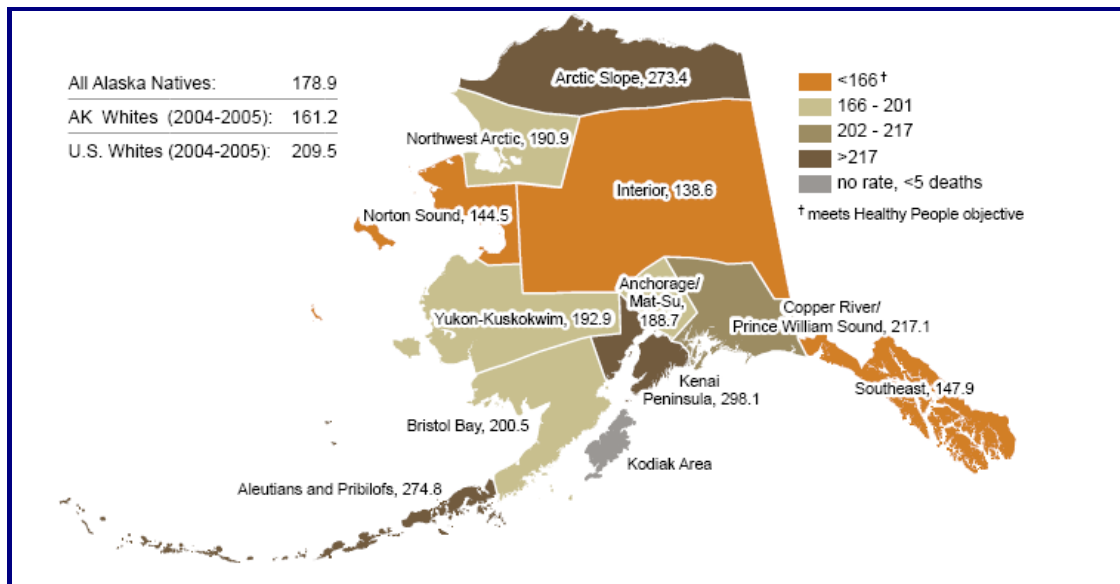 All Alaska Natives: 178.9
AK Whites (2004-2005): 161.2
U.S. Whites (2004-2005): 209.5
<166†
166 - 201
202 - 217
>217
no rate, <5 deaths
† meets Healthy People objective
Arctic Slope, 273.4
Northwest Arctic, 190.9
Interior, 138.6
Norton Sound, 144.5
Anchorage/
Mat-Su,
188.7
Yukon-Kuskokwim, 192.9
Copper River/
Prince William Sound, 217.1
Kenai
Peninsula, 298.1
Southeast, 147.9
Bristol Bay, 200.5
Kodiak Area
Aleutians and Pribilofs, 274.8